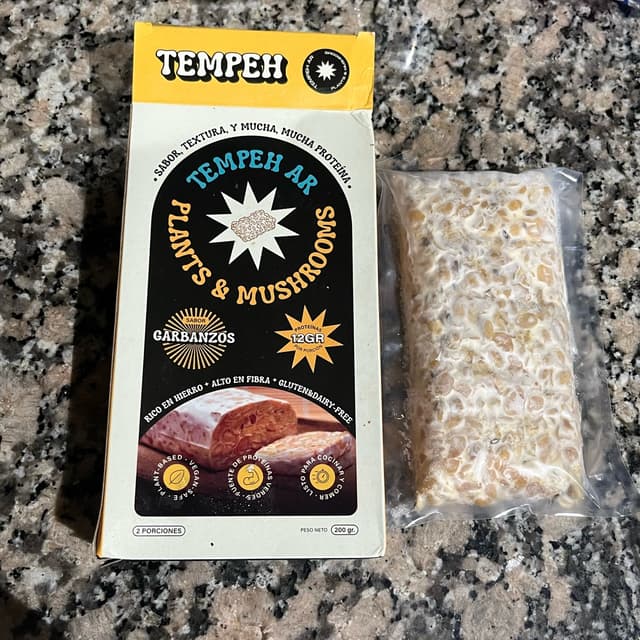 TEMPEH
• SABOR, TEXTURA, Y MUCHA, MUCHA PROTEÍNA •
TEMPEH AR
PLANTS & MUSHROOMS
SABOR
GARBANZOS
PROTEÍNAS
12GR
POR PORCIÓN
RICO EN HIERRO * ALTO EN FIBRA * GLUTEN&DAIRY-FREE
PLANT-BASED • VEGAN SAFE •
FUENTE DE PROTEÍNAS VERDES •
LISTO PARA COCINAR Y COMER •
2 PORCIONES
PESO NETO 200 gr.